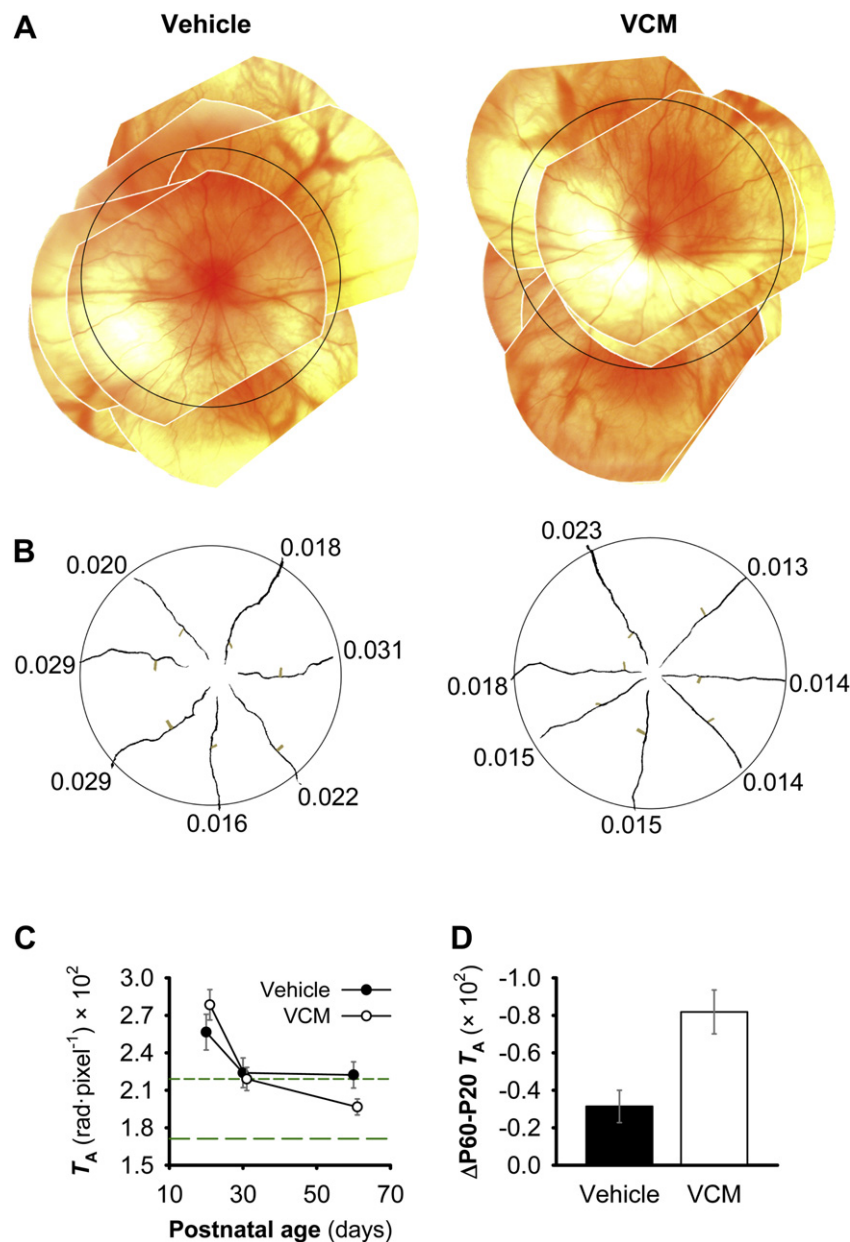 A
Vehicle
VCM
B
0.020
0.018
0.031
0.022
0.016
0.029
0.029
0.023
0.013
0.014
0.014
0.015
0.015
0.018
C
T_A (rad·pixel⁻¹) × 10²
3.0
2.7
2.4
2.1
1.8
1.5
Vehicle
VCM
10
30
50
70
Postnatal age (days)
D
ΔP60-P20 T_A (× 10²)
-1.0
-0.8
-0.6
-0.4
-0.2
0.0
Vehicle
VCM